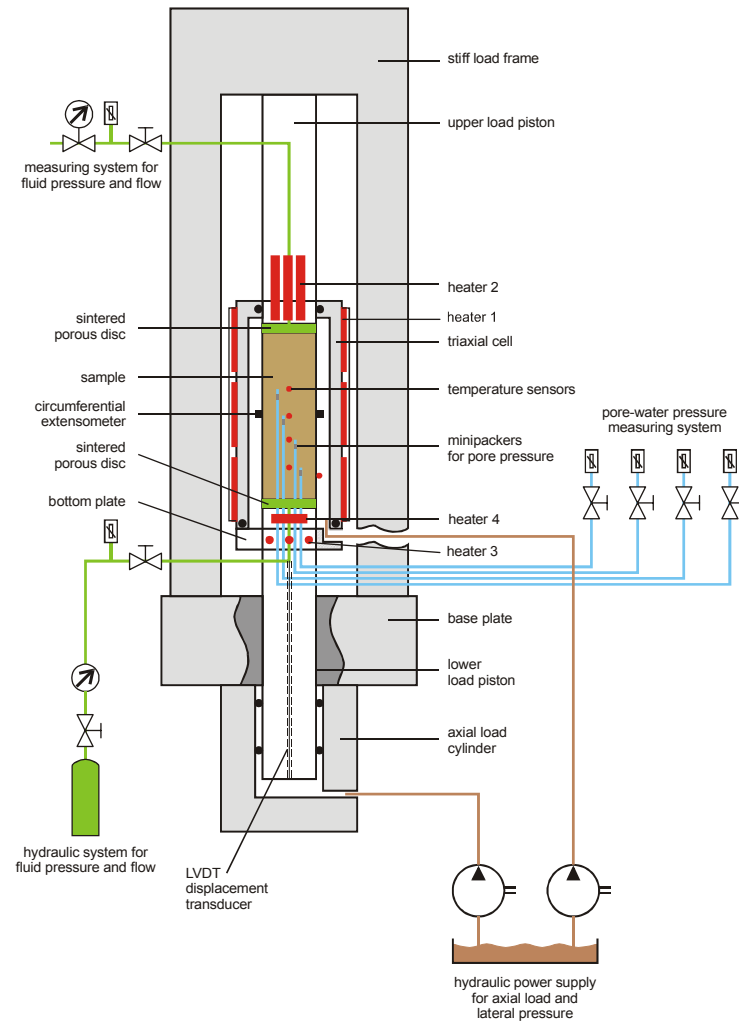 stiff load frame
upper load piston
measuring system for
fluid pressure and flow
heater 2
heater 1
sintered
porous disc
triaxial cell
sample
temperature sensors
circumferential
extensometer
pore-water pressure
measuring system
minipackers
for pore pressure
sintered
porous disc
bottom plate
heater 4
heater 3
base plate
lower
load piston
axial load
cylinder
hydraulic system for
fluid pressure and flow
LVDT
displacement
transducer
hydraulic power supply
for axial load and
lateral pressure